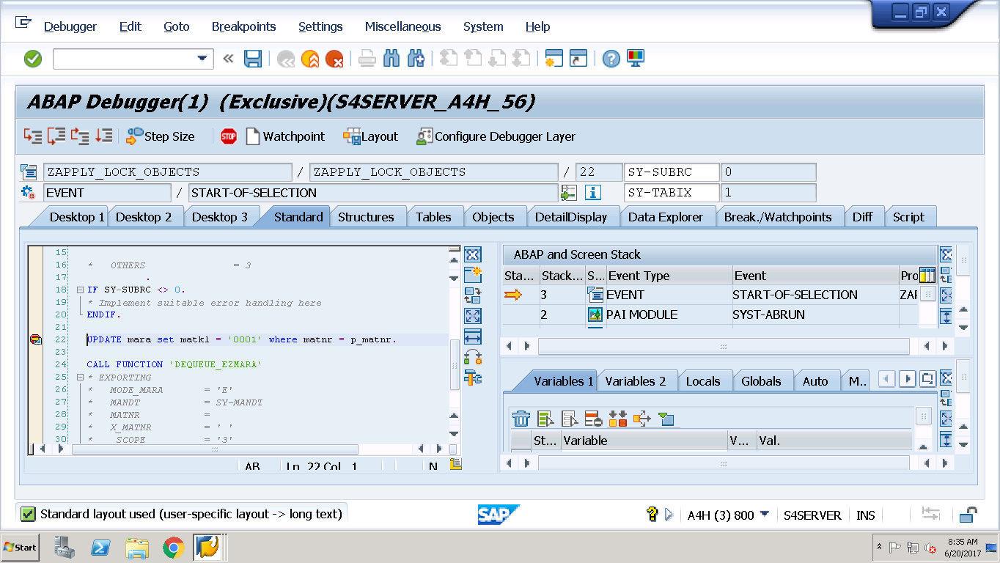 Debugger Edit Goto Breakpoints Settings Miscellaneous System Help
ABAP Debugger(1) (Exclusive)(S4SERVER_A4H_56)
Step Size STOP Watchpoint Layout Configure Debugger Layer
ZAPPLY_LOCK_OBJECTS / ZAPPLY_LOCK_OBJECTS / 22 SY-SUBRC 0
EVENT / START-OF-SELECTION SY-TABIX 1
Desktop 1 Desktop 2 Desktop 3 Standard Structures Tables Objects DetailDisplay Data Explorer Break./Watchpoints Diff Script
15
16 * OTHERS = 3
17 .
18 IF SY-SUBRC <> 0.
19 * Implement suitable error handling here
20 ENDIF.
21
22 UPDATE mara set matkl = '0001' where matnr = p_matnr.
23
24 CALL FUNCTION 'DEQUEUE_EZMARA'
25 * EXPORTING
26 * MODE_MARA = 'E'
27 * MANDT = SY-MANDT
28 * MATNR =
29 * X_MATNR = ' '
30 * SCOPE = '3'
AB Ln 22 Col 1 N
ABAP and Screen Stack
Sta... Stack... S... Event Type Event Pro
3 EVENT START-OF-SELECTION ZAP
2 PAI MODULE SYST-ABRUN
Variables 1 Variables 2 Locals Globals Auto M..
St... Variable V... Val.
Standard layout used (user-specific layout -> long text)
SAP
A4H (3) 800 S4SERVER INS
Start
8:35 AM
6/20/2017